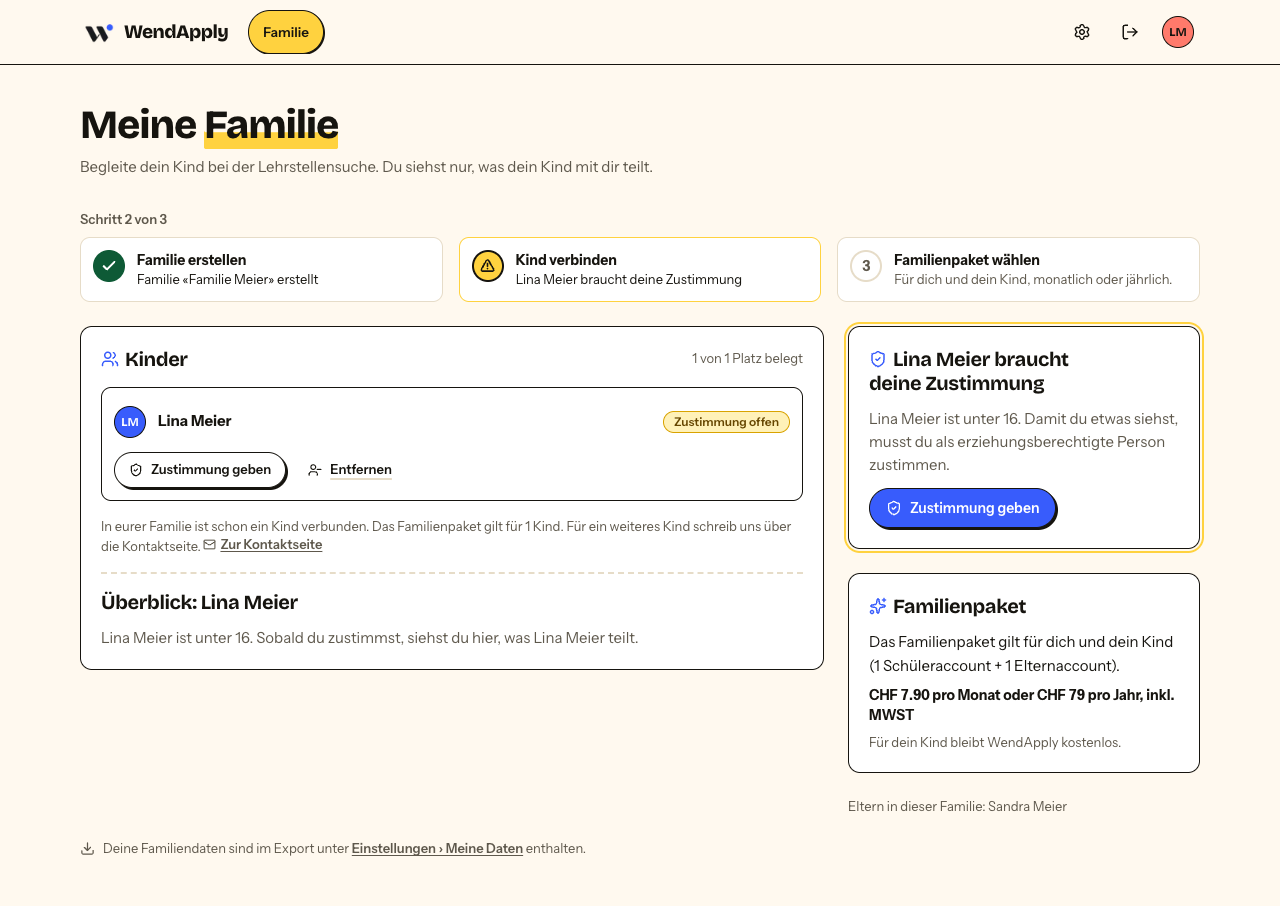 WendApply
Familie
LM
Meine Familie
Begleite dein Kind bei der Lehrstellensuche. Du siehst nur, was dein Kind mit dir teilt.
Schritt 2 von 3
Familie erstellen
Familie «Familie Meier» erstellt
Kind verbinden
Lina Meier braucht deine Zustimmung
3
Familienpaket wählen
Für dich und dein Kind, monatlich oder jährlich.
Kinder
1 von 1 Platz belegt
LM
Lina Meier
Zustimmung offen
Zustimmung geben
Entfernen
In eurer Familie ist schon ein Kind verbunden. Das Familienpaket gilt für 1 Kind. Für ein weiteres Kind schreib uns über
die Kontaktseite. Zur Kontaktseite
Überblick: Lina Meier
Lina Meier ist unter 16. Sobald du zustimmst, siehst du hier, was Lina Meier teilt.
Lina Meier braucht
deine Zustimmung
Lina Meier ist unter 16. Damit du etwas siehst,
musst du als erziehungsberechtigte Person
zustimmen.
Zustimmung geben
Familienpaket
Das Familienpaket gilt für dich und dein Kind
(1 Schüleraccount + 1 Elternaccount).
CHF 7.90 pro Monat oder CHF 79 pro Jahr, inkl.
MWST
Für dein Kind bleibt WendApply kostenlos.
Eltern in dieser Familie: Sandra Meier
Deine Familiendaten sind im Export unter Einstellungen › Meine Daten enthalten.